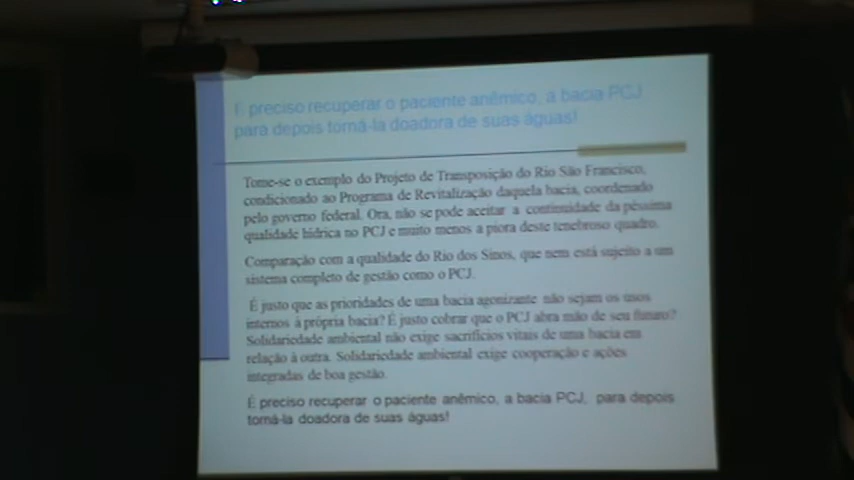 É preciso recuperar o paciente anêmico, a bacia PCJ
para depois torná-la doadora de suas águas!
Tome-se o exemplo do Projeto de Transposição do Rio São Francisco,
condicionado ao Programa de Revitalização daquela bacia, coordenado
pelo governo federal. Ora, não se pode aceitar a continuidade da péssima
qualidade hídrica no PCJ e muito menos a piora deste tenebroso quadro.
Comparação com a qualidade do Rio dos Sinos, que nem está sujeito a um
sistema completo de gestão como o PCJ.
É justo que as prioridades de uma bacia agonizante não sejam os usos
internos à própria bacia? É justo cobrar que o PCJ abra mão de seu futuro?
Solidariedade ambiental não exige sacrifícios vitais de uma bacia em
relação à outra. Solidariedade ambiental exige cooperação e ações
integradas de boa gestão.
É preciso recuperar o paciente anêmico, a bacia PCJ, para depois
torná-la doadora de suas águas!